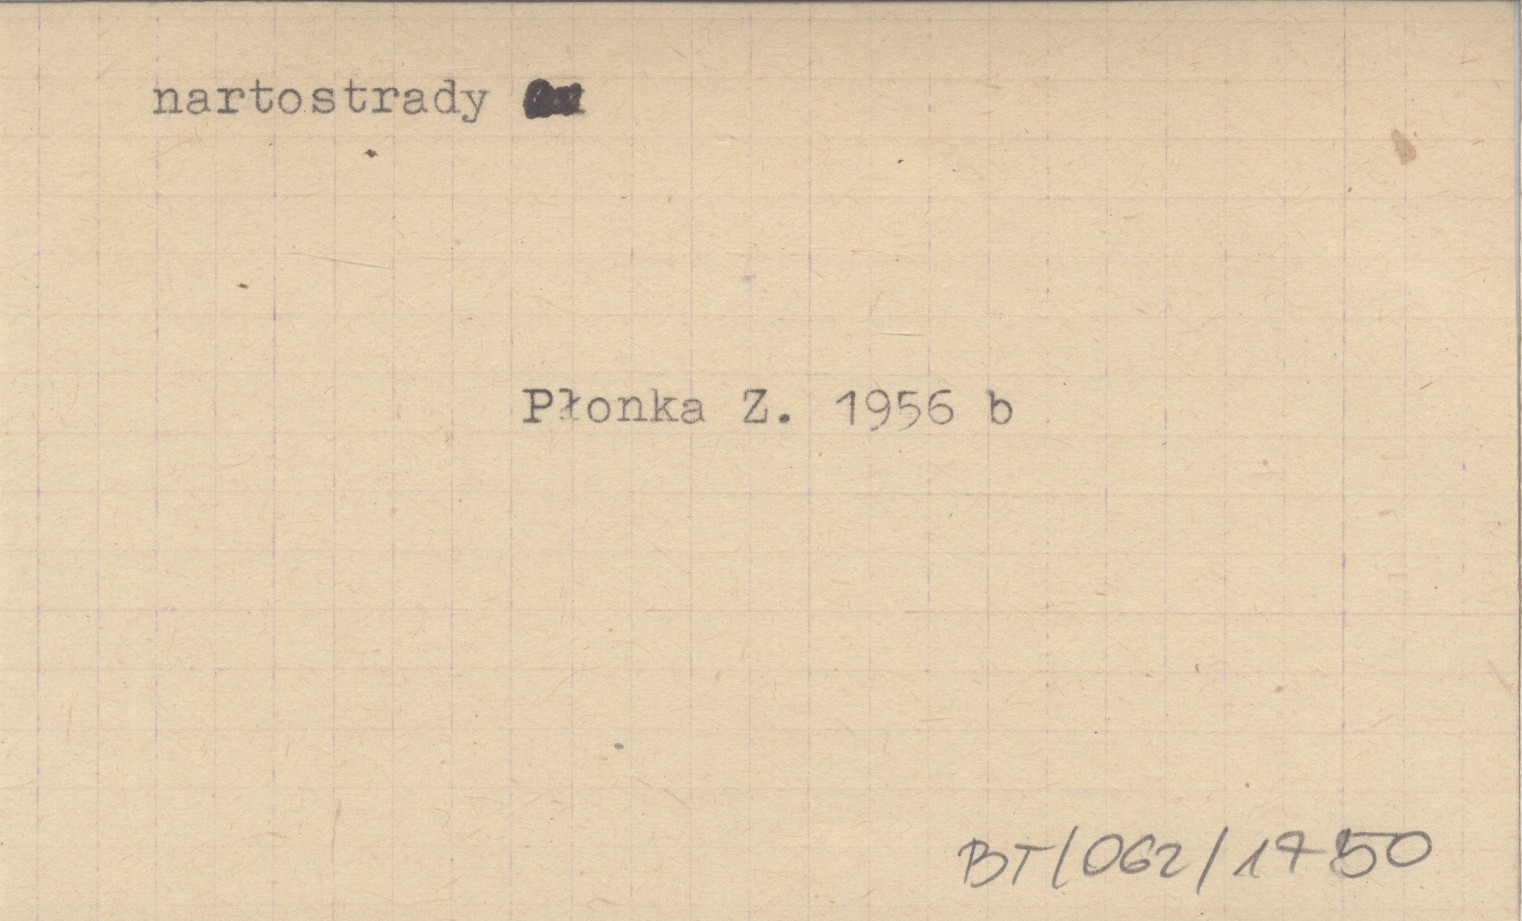 nartostrady
Płonka Z. 1956 b
BT/062/1750